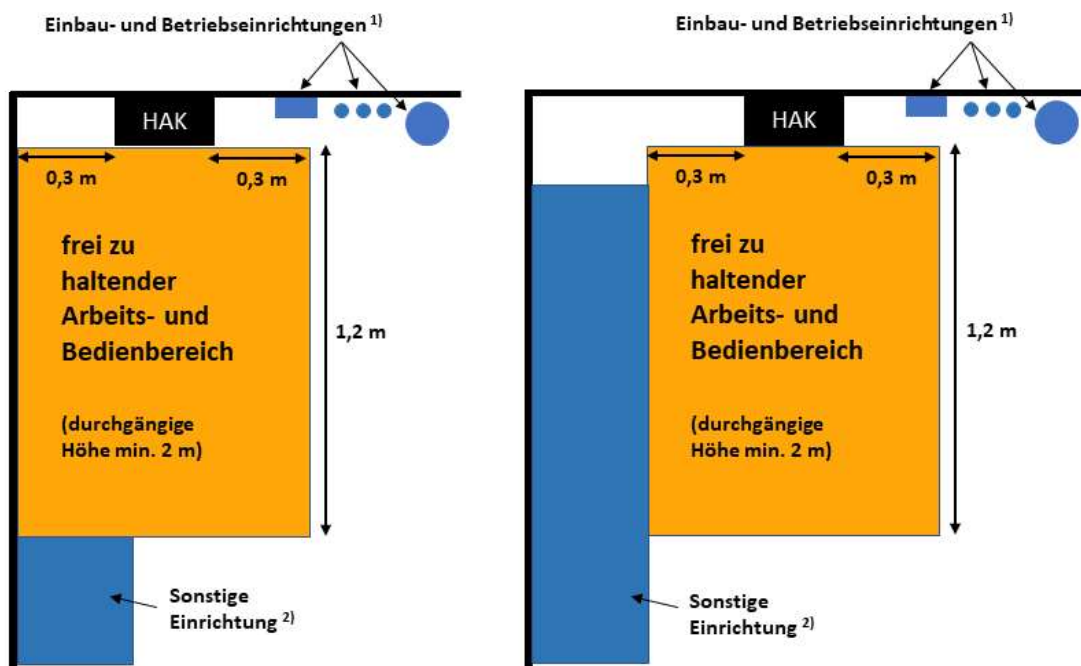 Einbau- und Betriebseinrichtungen 1)
HAK
0,3 m
0,3 m
frei zu
haltender
Arbeits- und
Bedienbereich
(durchgängige
Höhe min. 2 m)
1,2 m
Sonstige
Einrichtung 2)
Einbau- und Betriebseinrichtungen 1)
HAK
0,3 m
0,3 m
frei zu
haltender
Arbeits- und
Bedienbereich
(durchgängige
Höhe min. 2 m)
1,2 m
Sonstige
Einrichtung 2)